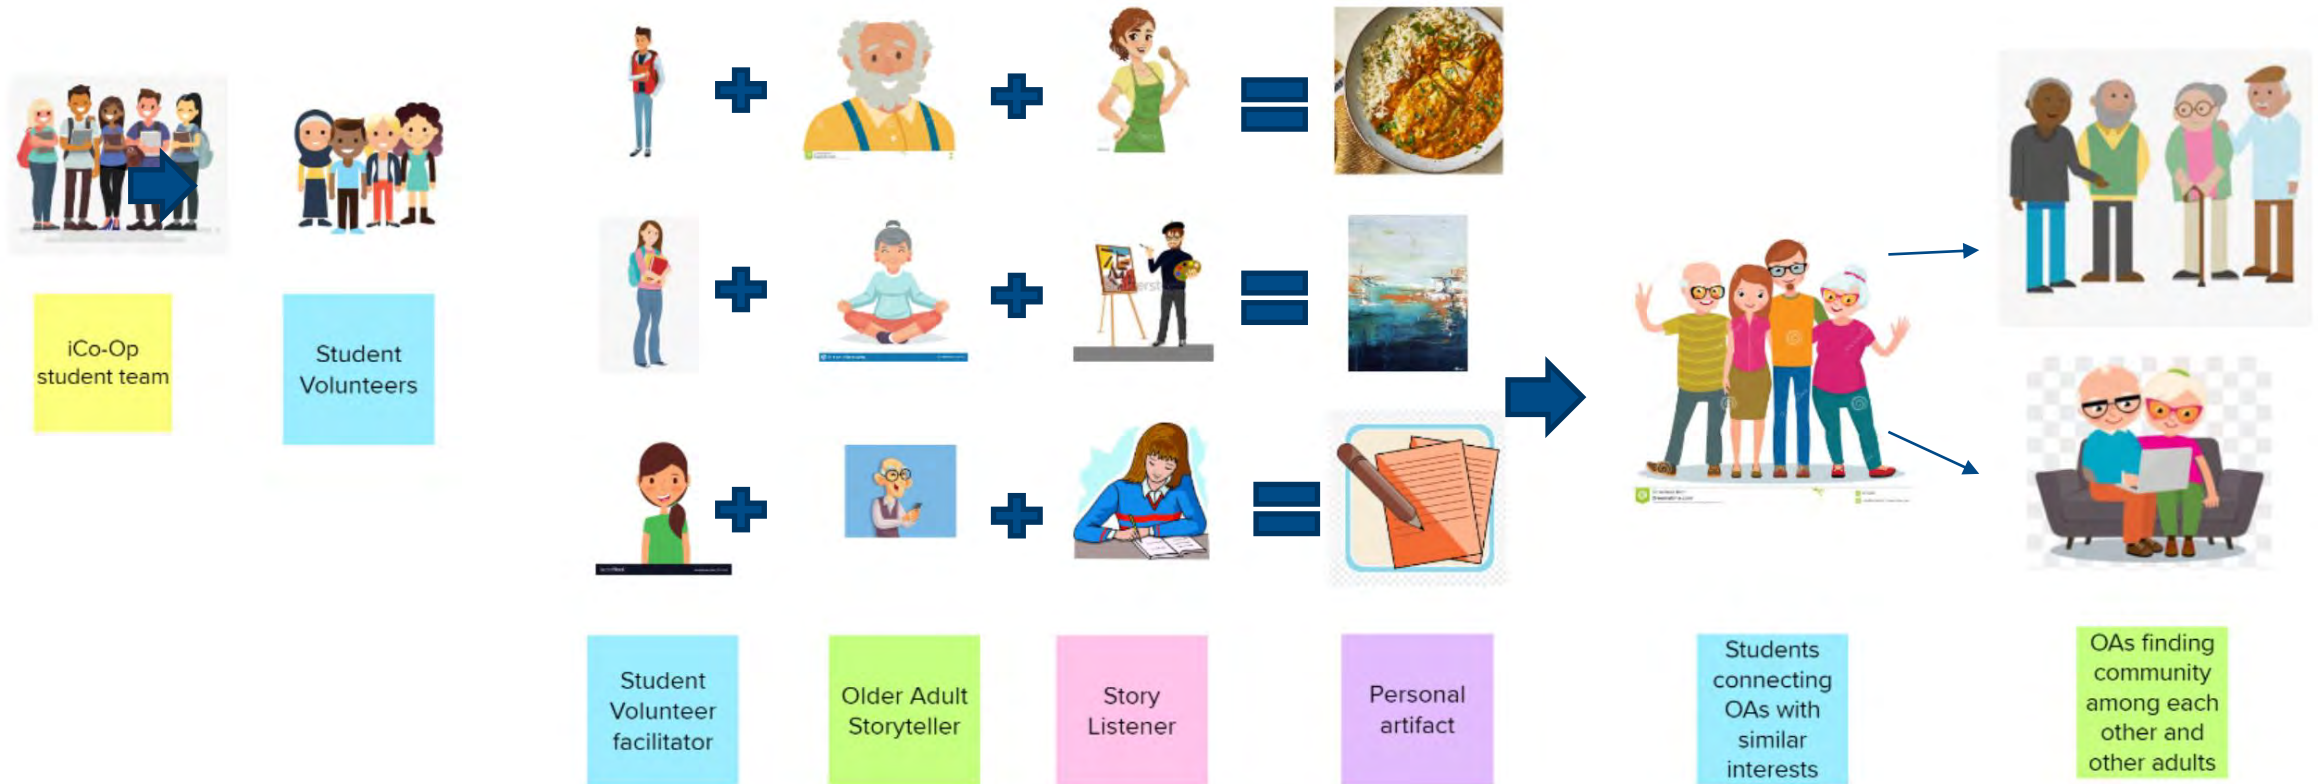 iCo-Op
student team
Student
Volunteers
Student
Volunteer
facilitator
Older Adult
Storyteller
Story
Listener
Personal
artifact
Students
connecting
OAs with
similar
interests
OAs finding
community
among each
other and
other adults